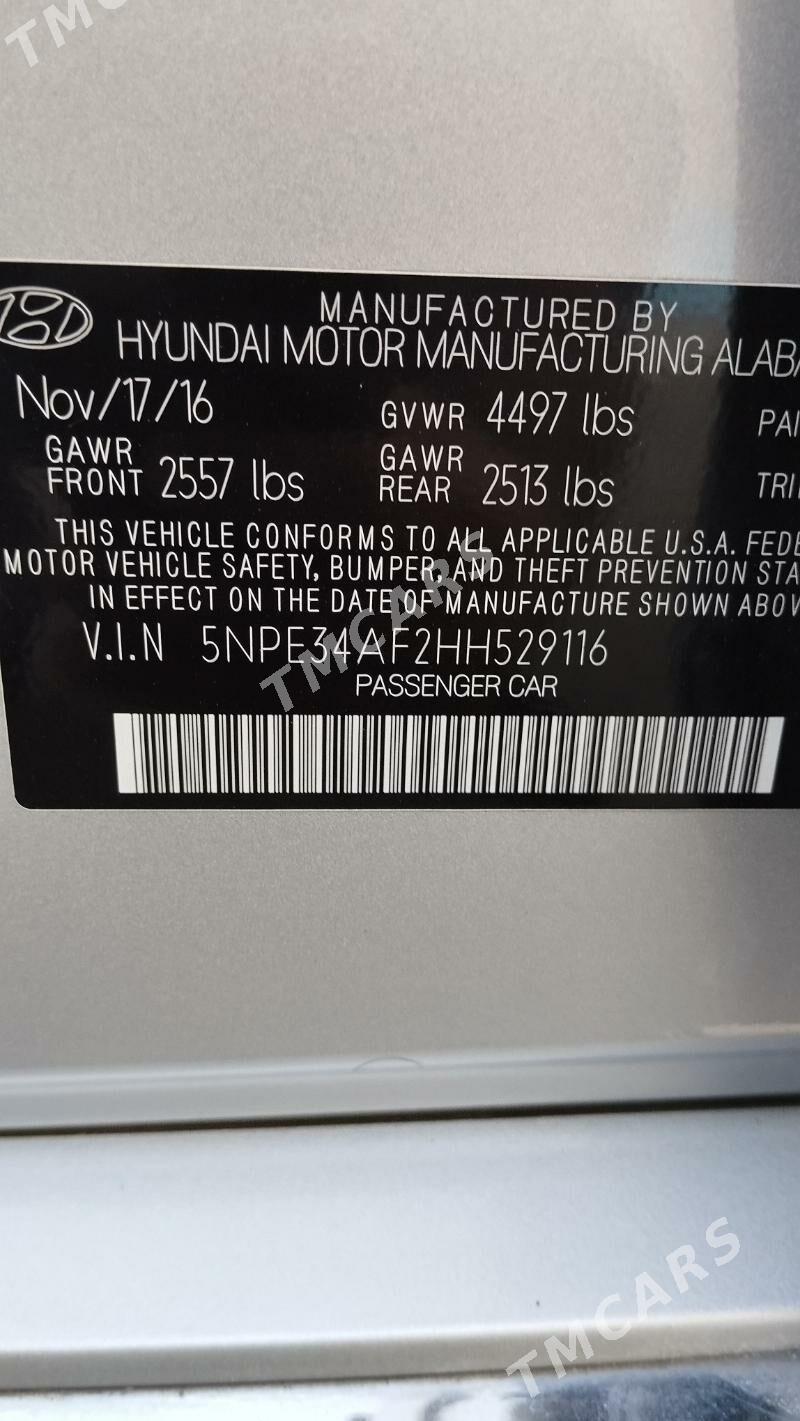 TMCARS
MANUFACTURED BY
HYUNDAI MOTOR MANUFACTURING ALABA
Nov/17/16 GVWR 4497 lbs PAI
GAWR FRONT 2557 lbs GAWR REAR 2513 lbs TRI
THIS VEHICLE CONFORMS TO ALL APPLICABLE U.S.A. FEDE
MOTOR VEHICLE SAFETY, BUMPER, AND THEFT PREVENTION STA
IN EFFECT ON THE DATE OF MANUFACTURE SHOWN ABOV
V.I.N 5NPE34AF2HH529116
PASSENGER CAR
TMCARS
TMCARS